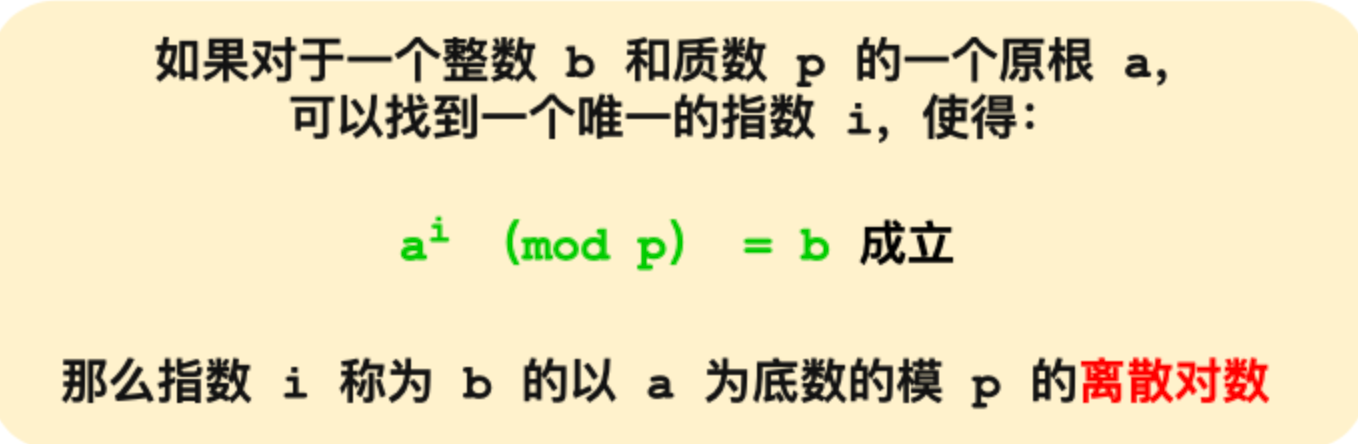 如果对于一个整数 b 和质数 p 的一个原根 a,
可以找到一个唯一的指数 i, 使得:
aⁱ (mod p) = b 成立
那么指数 i 称为 b 的以 a 为底数的模 p 的离散对数